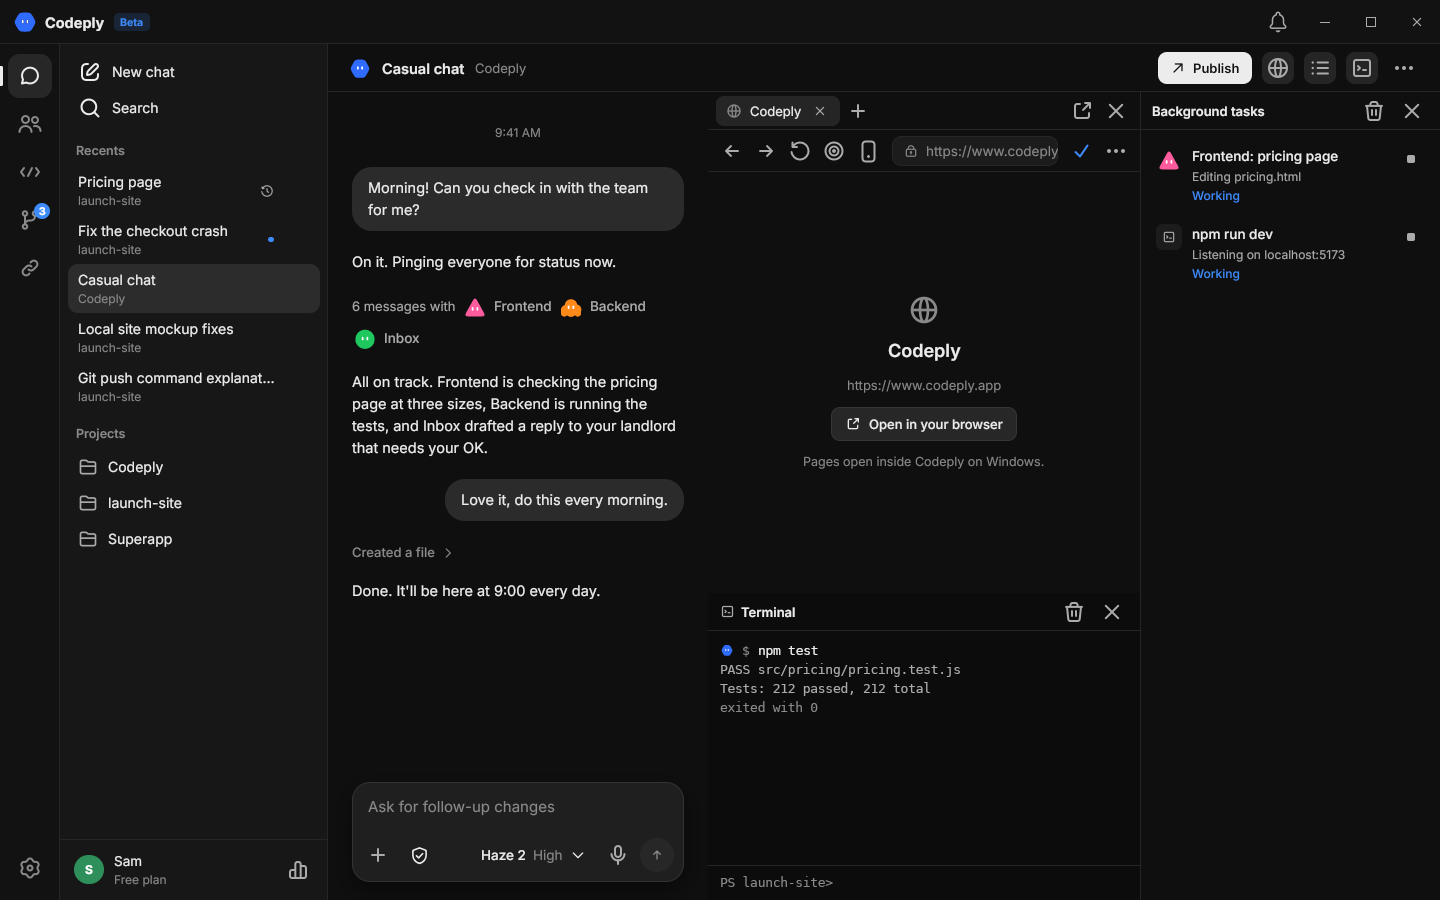 Codeply Beta
New chat
Search
Recents
Pricing page
launch-site
Fix the checkout crash
launch-site
Casual chat
Codeply
Local site mockup fixes
launch-site
Git push command explanat...
launch-site
Projects
Codeply
launch-site
Superapp
3
S
Sam
Free plan
Casual chat Codeply
Publish
9:41 AM
Morning! Can you check in with the team
for me?
On it. Pinging everyone for status now.
6 messages with Frontend Backend
Inbox
All on track. Frontend is checking the pricing
page at three sizes, Backend is running the
tests, and Inbox drafted a reply to your landlord
that needs your OK.
Love it, do this every morning.
Created a file
Done. It'll be here at 9:00 every day.
Ask for follow-up changes
Haze 2 High
Codeply
https://www.codeply
Codeply
https://www.codeply.app
Open in your browser
Pages open inside Codeply on Windows.
Terminal
$ npm test
PASS src/pricing/pricing.test.js
Tests: 212 passed, 212 total
exited with 0
PS launch-site>
Background tasks
Frontend: pricing page
Editing pricing.html
Working
npm run dev
Listening on localhost:5173
Working